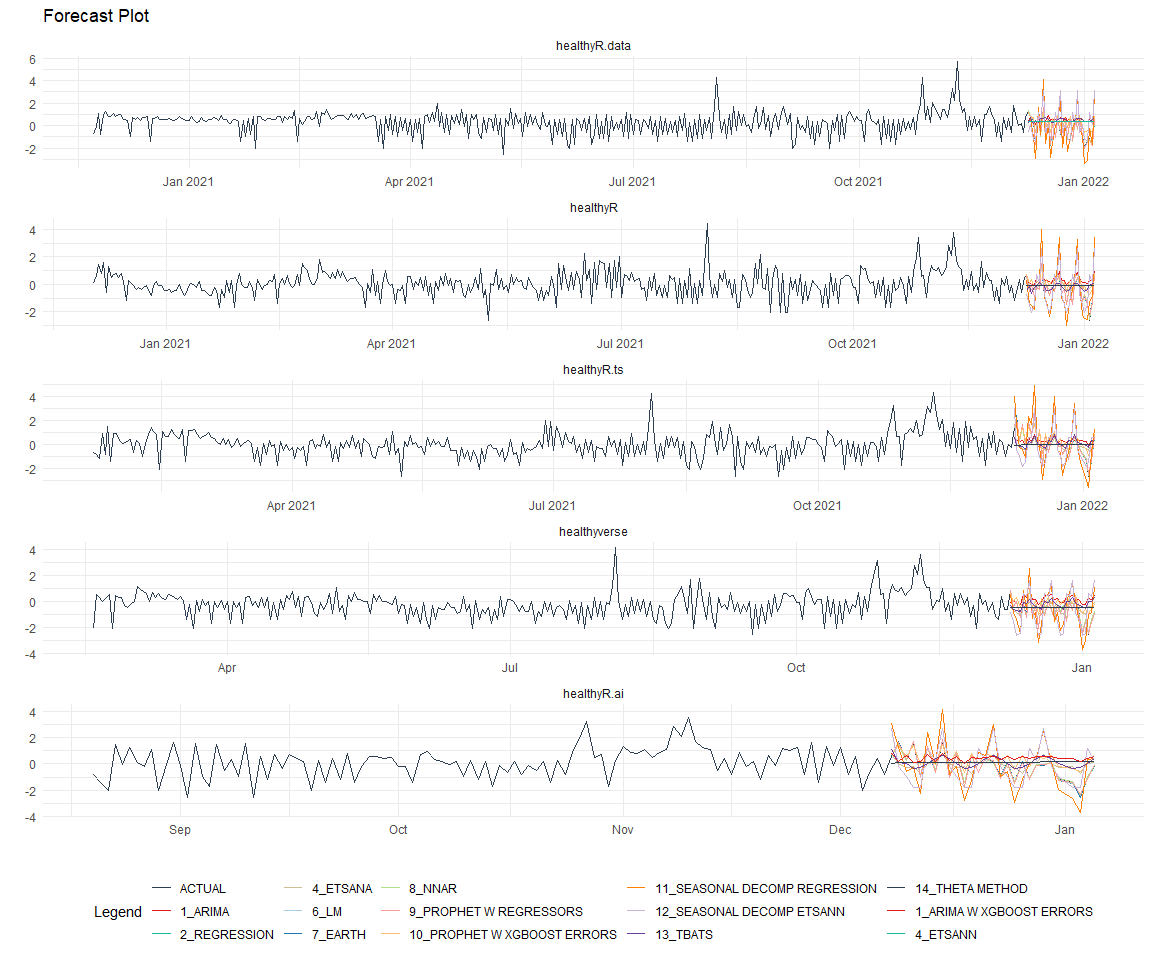 Forecast Plot
healthyR.data
6
4
2
0
-2
Jan 2021 Apr 2021 Jul 2021 Oct 2021 Jan 2022
healthyR
4
2
0
-2
Jan 2021 Apr 2021 Jul 2021 Oct 2021 Jan 2022
healthyR.ts
4
2
0
-2
Apr 2021 Jul 2021 Oct 2021 Jan 2022
healthyverse
4
2
0
-2
-4
Apr Jul Oct Jan
healthyR.ai
4
2
0
-2
-4
Sep Oct Nov Dec Jan
ACTUAL 4_ETSANA 8_NNAR 11_SEASONAL DECOMP REGRESSION 14_THETA METHOD
Legend 1_ARIMA 6_LM 9_PROPHET W REGRESSORS 12_SEASONAL DECOMP ETSANN 1_ARIMA W XGBOOST ERRORS
2_REGRESSION 7_EARTH 10_PROPHET W XGBOOST ERRORS 13_TBATS 4_ETSANN